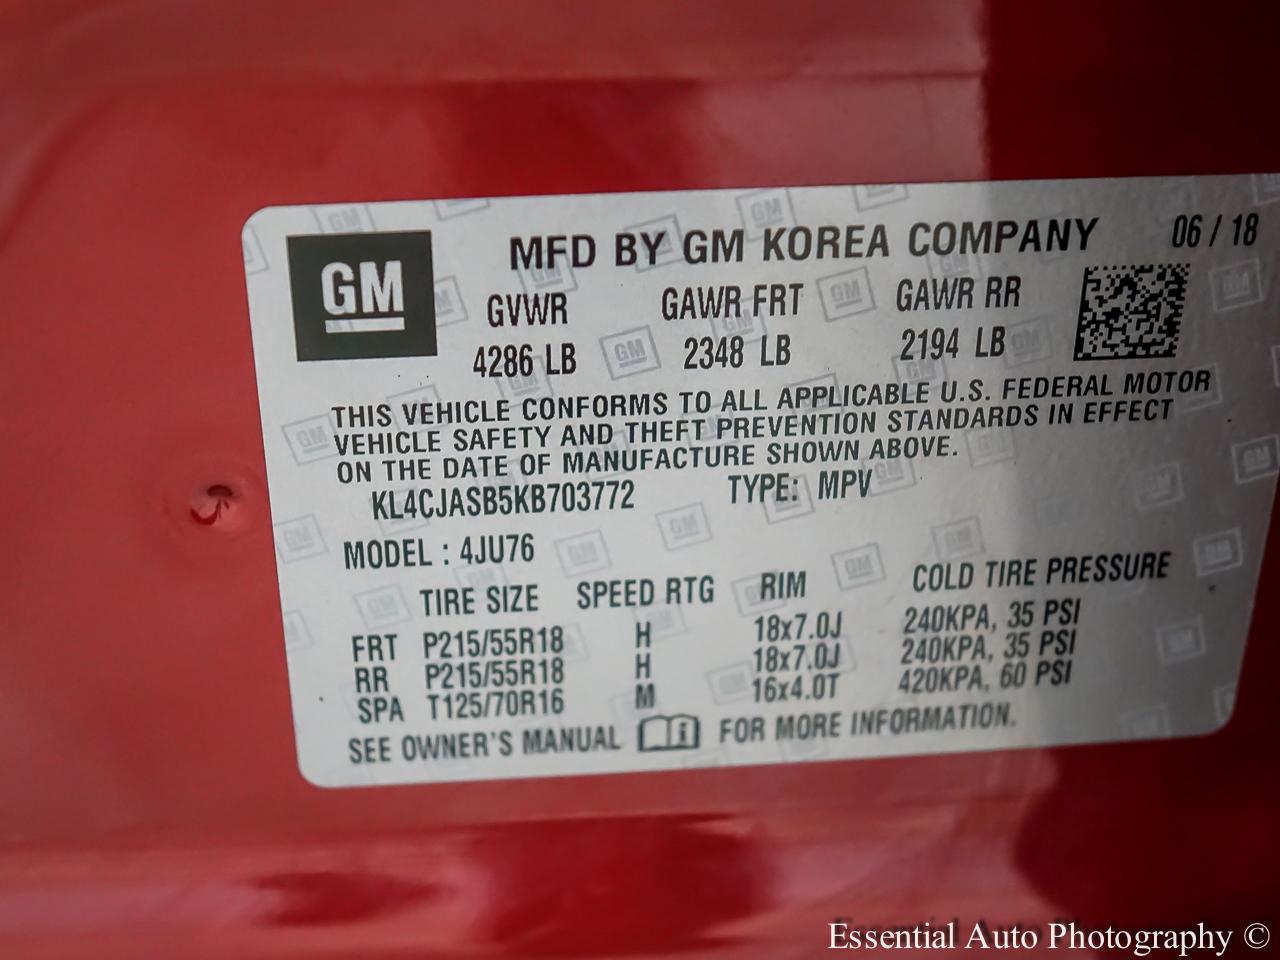 GM
MFD BY GM KOREA COMPANY 06 / 18
GVWR GAWR FRT GAWR RR
4286 LB 2348 LB 2194 LB
THIS VEHICLE CONFORMS TO ALL APPLICABLE U.S. FEDERAL MOTOR
VEHICLE SAFETY AND THEFT PREVENTION STANDARDS IN EFFECT
ON THE DATE OF MANUFACTURE SHOWN ABOVE.
KL4CJASB5KB703772 TYPE: MPV
MODEL : 4JU76
TIRE SIZE SPEED RTG RIM COLD TIRE PRESSURE
FRT P215/55R18 H 18x7.0J 240KPA, 35 PSI
RR P215/55R18 H 18x7.0J 240KPA, 35 PSI
SPA T125/70R16 M 16x4.0T 420KPA, 60 PSI
SEE OWNER'S MANUAL FOR MORE INFORMATION.
Essential Auto Photography ©